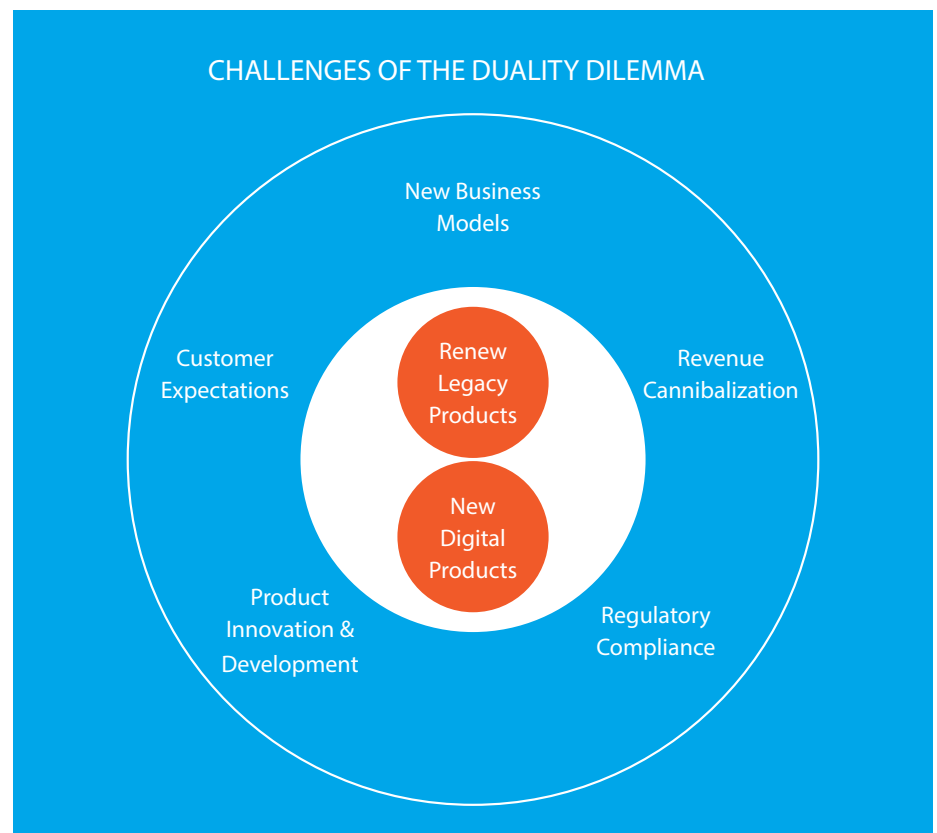 CHALLENGES OF THE DUALITY DILEMMA
New Business
Models
Customer
Expectations
Renew
Legacy
Products
Revenue
Cannibalization
New
Digital
Products
Product
Innovation &
Development
Regulatory
Compliance